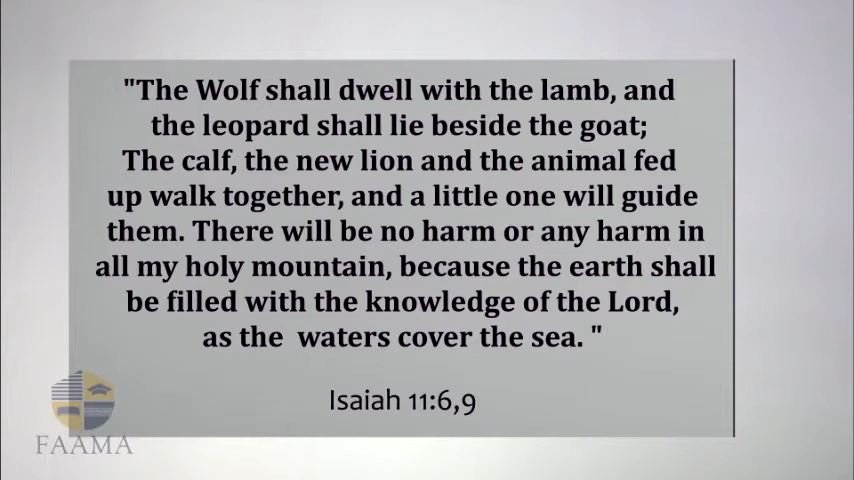 "The Wolf shall dwell with the lamb, and
the leopard shall lie beside the goat;
The calf, the new lion and the animal fed
up walk together, and a little one will guide
them. There will be no harm or any harm in
all my holy mountain, because the earth shall
be filled with the knowledge of the Lord,
as the  waters cover the sea. "
Isaiah 11:6,9
FAAMA